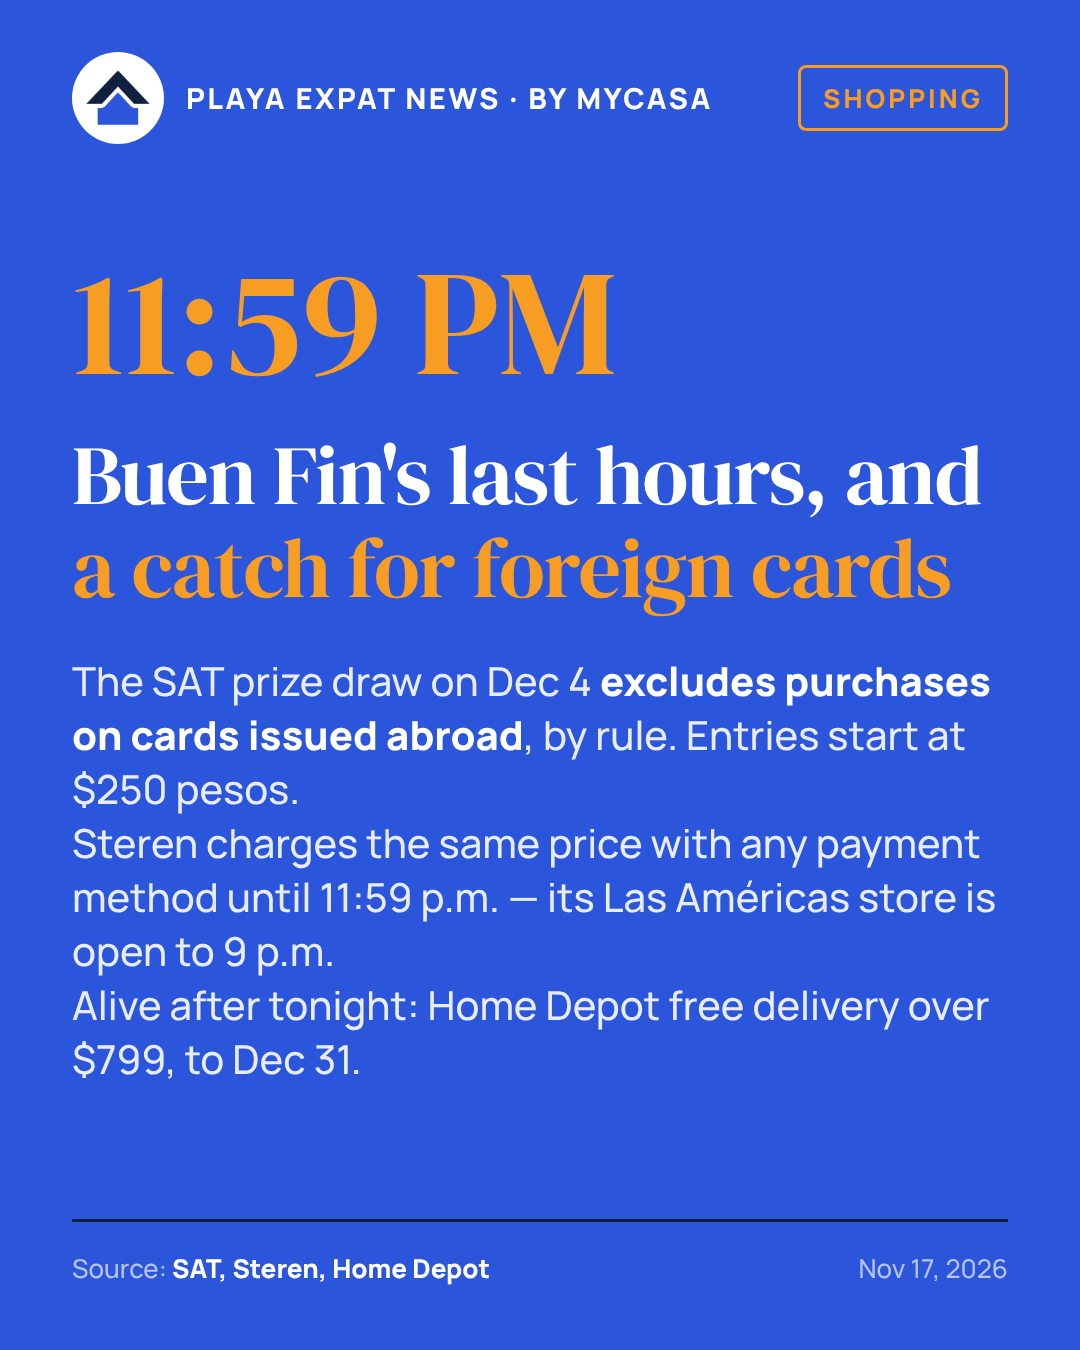 PLAYA EXPAT NEWS · BY MYCASA
SHOPPING
11:59 PM
Buen Fin's last hours, and
a catch for foreign cards
The SAT prize draw on Dec 4 excludes purchases
on cards issued abroad, by rule. Entries start at
$250 pesos.
Steren charges the same price with any payment
method until 11:59 p.m. — its Las Américas store is
open to 9 p.m.
Alive after tonight: Home Depot free delivery over
$799, to Dec 31.
Source: SAT, Steren, Home Depot
Nov 17, 2026